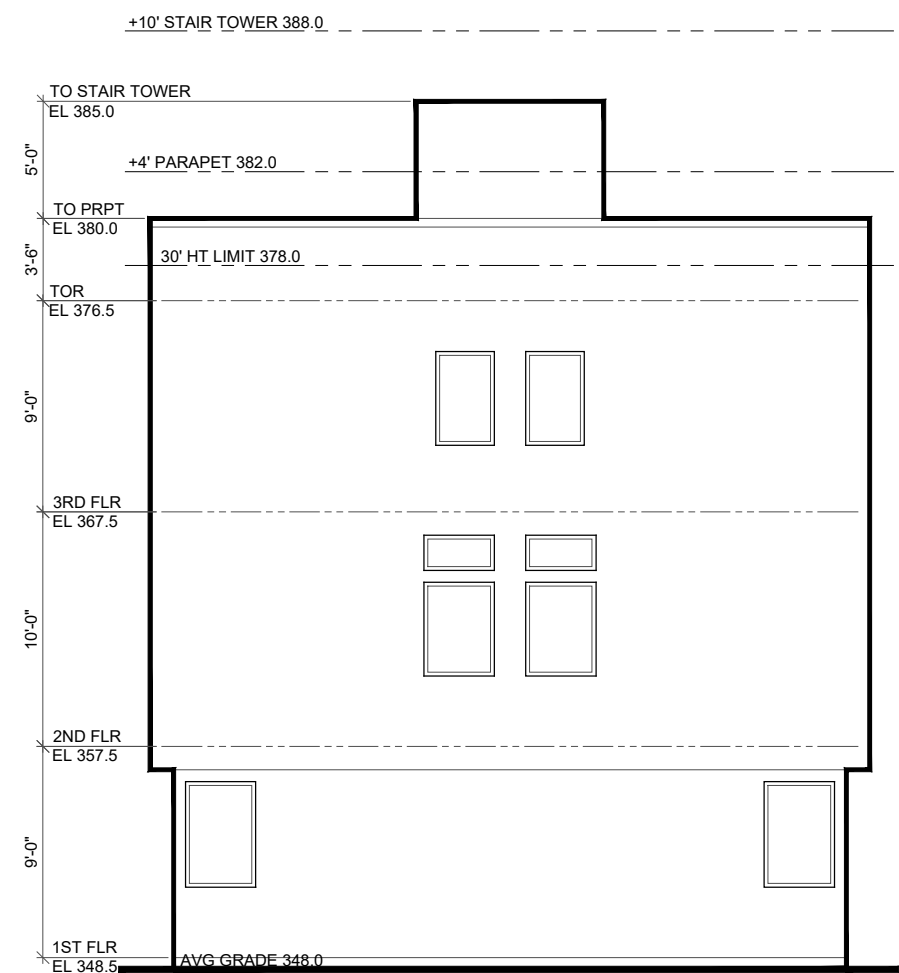 +10' STAIR TOWER 388.0
TO STAIR TOWER
EL 385.0
5'-0"
+4' PARAPET 382.0
TO PRPT
EL 380.0
3'-6"
30' HT LIMIT 378.0
TOR
EL 376.5
9'-0"
3RD FLR
EL 367.5
10'-0"
2ND FLR
EL 357.5
9'-0"
1ST FLR
EL 348.5
AVG GRADE 348.0